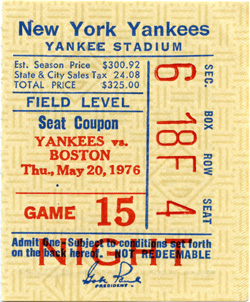 New York Yankees
YANKEE STADIUM
Est. Season Price $300.92
State & City Sales Tax 24.08
TOTAL PRICE $325.00
FIELD LEVEL
Seat Coupon
YANKEES vs.
BOSTON
Thu., May 20, 1976
GAME 15
6 SEC.
18F BOX
ROW
4 SEAT
Admit One - Subject to conditions set forth
on the back hereof - NOT REDEEMABLE
NIGHT
PRESIDENT